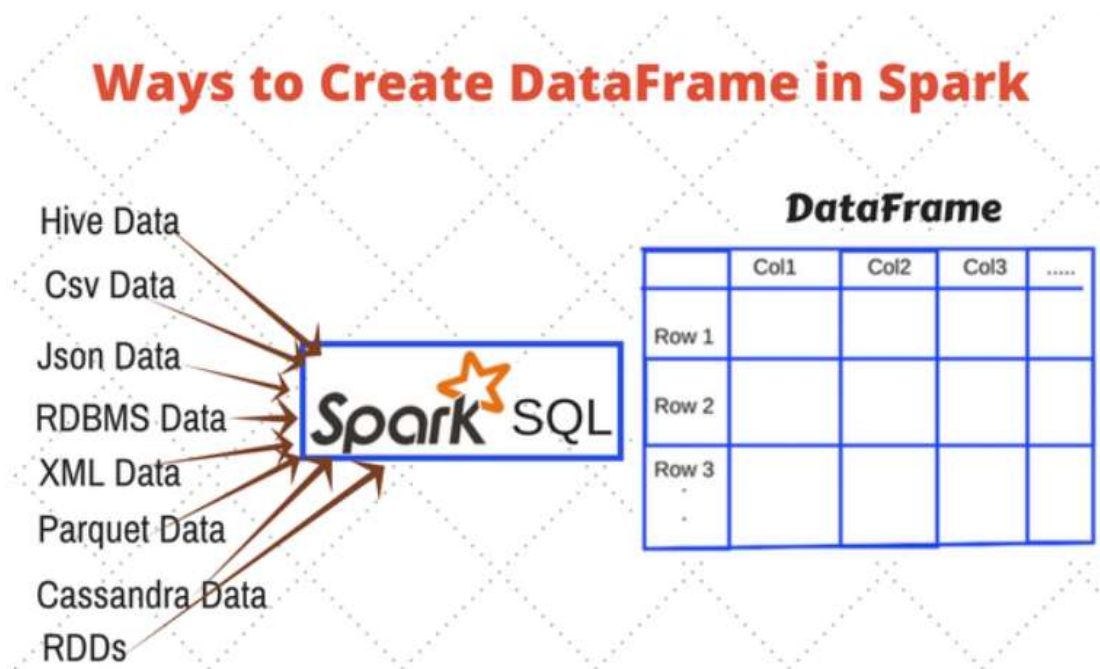 Ways to Create DataFrame in Spark
Hive Data
Csv Data
Json Data
RDBMS Data
XML Data
Parquet Data
Cassandra Data
RDDs
Spark SQL
DataFrame
Col1 Col2 Col3 .....
Row 1
Row 2
Row 3
.
.